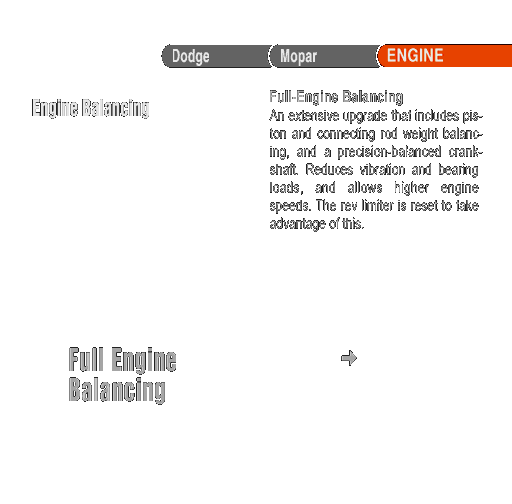 Dodge
Mopar
ENGINE
Engine Balancing
Full-Engine Balancing
An extensive upgrade that includes pis-
ton and connecting rod weight balanc-
ing, and a precision-balanced crank-
shaft. Reduces vibration and bearing
loads, and allows higher engine
speeds. The rev limiter is reset to take
advantage of this.
Full Engine
Balancing